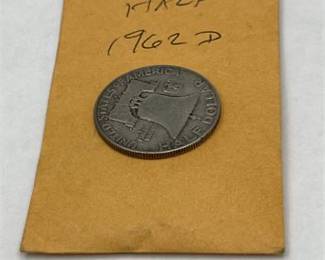 HALF
1962 D
UNITED STATES OF AMERICA
HALF DOLLAR